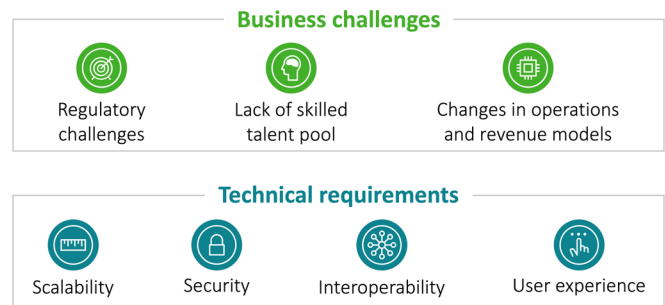 Business challenges
Regulatory
challenges
Lack of skilled
talent pool
Changes in operations
and revenue models
Technical requirements
Scalability
Security
Interoperability
User experience